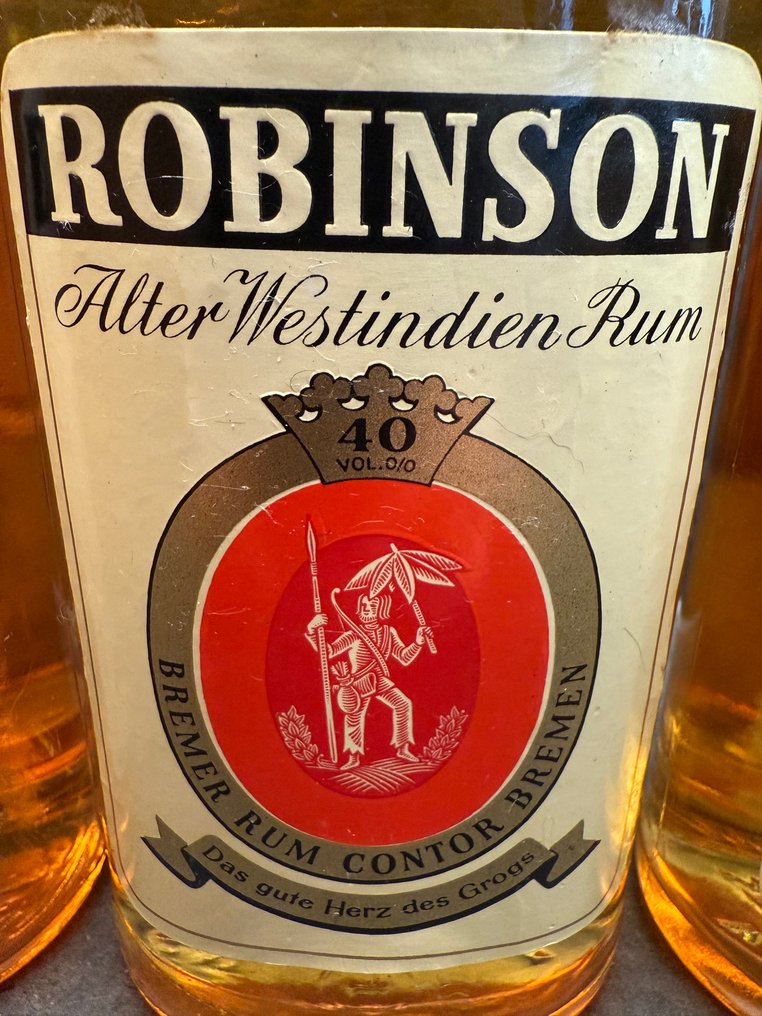 ROBINSON
Alter Westindien Rum
40
VOL.0/0
BREMER RUM CONTOR BREMEN
Das gute Herz des Grogs